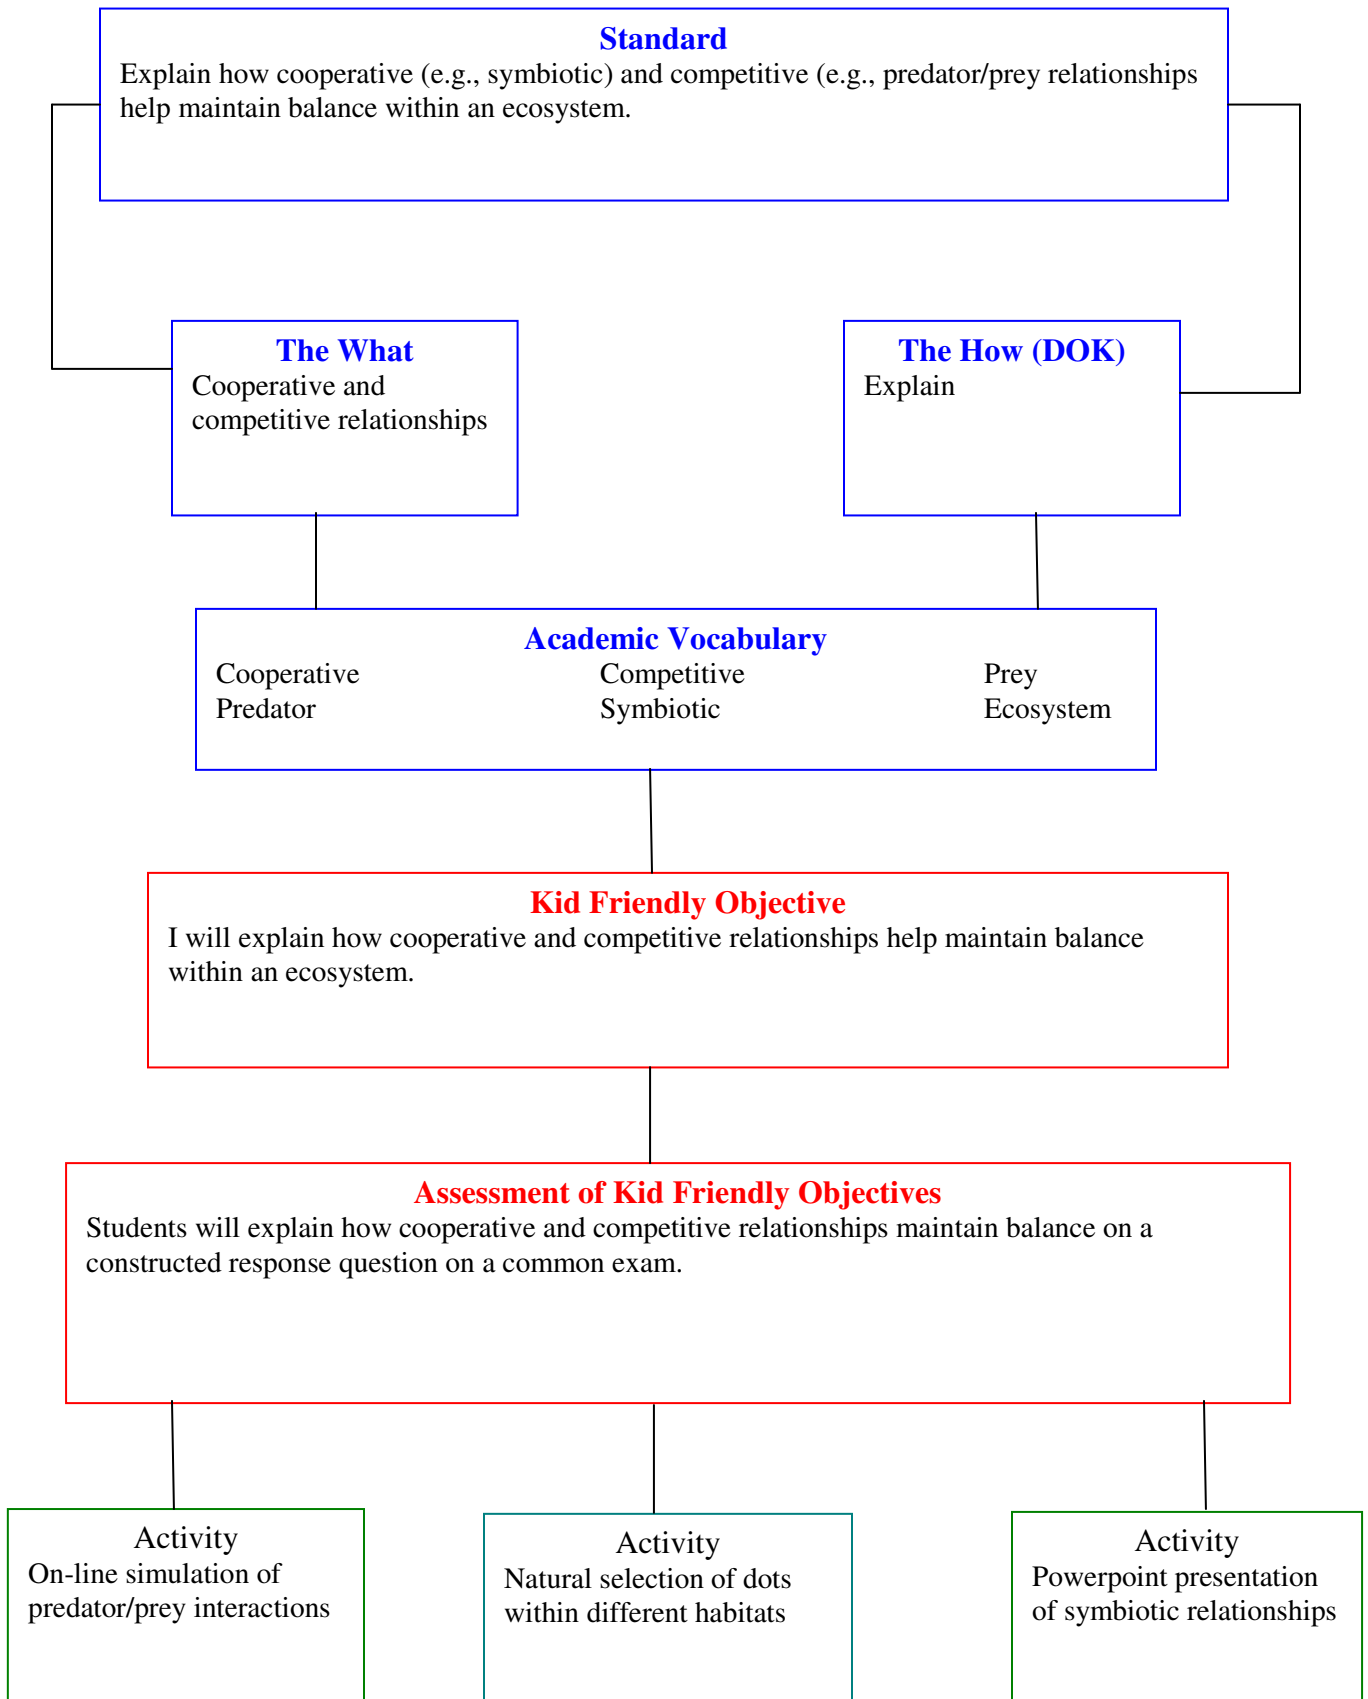 Standard
Explain how cooperative (e.g., symbiotic) and competitive (e.g., predator/prey relationships
help maintain balance within an ecosystem.
The What
Cooperative and
competitive relationships
The How (DOK)
Explain
Academic Vocabulary
Cooperative Competitive Prey
Predator Symbiotic Ecosystem
Kid Friendly Objective
I will explain how cooperative and competitive relationships help maintain balance
within an ecosystem.
Assessment of Kid Friendly Objectives
Students will explain how cooperative and competitive relationships maintain balance on a
constructed response question on a common exam.
Activity
On-line simulation of
predator/prey interactions
Activity
Natural selection of dots
within different habitats
Activity
Powerpoint presentation
of symbiotic relationships